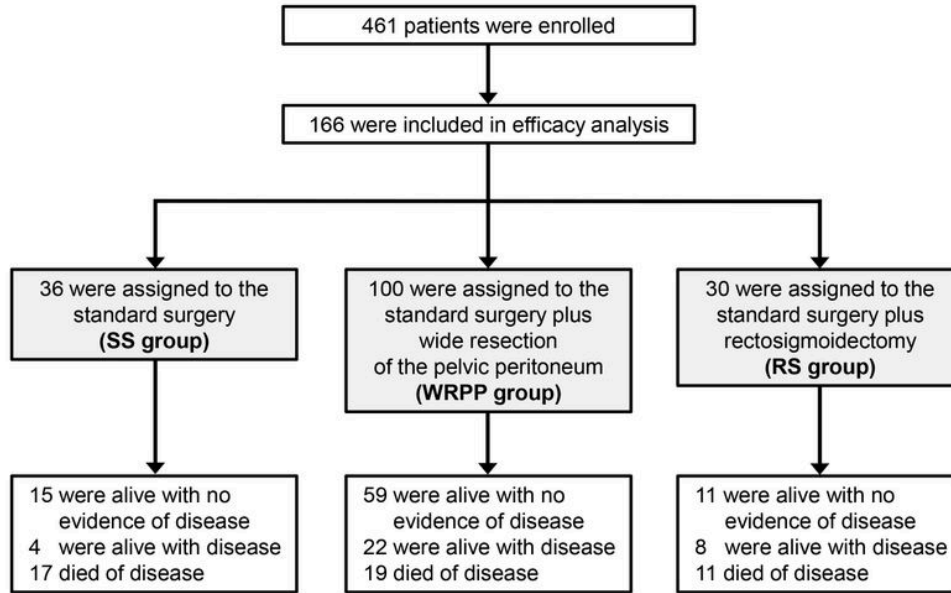 461 patients were enrolled
166 were included in efficacy analysis
36 were assigned to the
standard surgery
(SS group)
100 were assigned to the
standard surgery plus
wide resection
of the pelvic peritoneum
(WRPP group)
30 were assigned to the
standard surgery plus
rectosigmoidectomy
(RS group)
15 were alive with no
evidence of disease
4 were alive with disease
17 died of disease
59 were alive with no
evidence of disease
22 were alive with disease
19 died of disease
11 were alive with no
evidence of disease
8 were alive with disease
11 died of disease